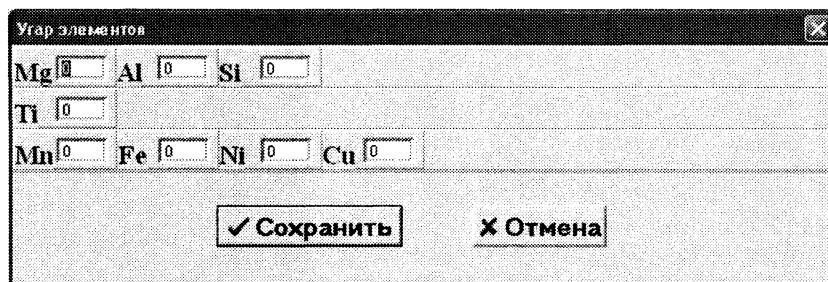 Угар элементов
Mg 0 Al 0 Si 0
Ti 0
Mn 0 Fe 0 Ni 0 Cu 0
✓ Сохранить ✗ Отмена